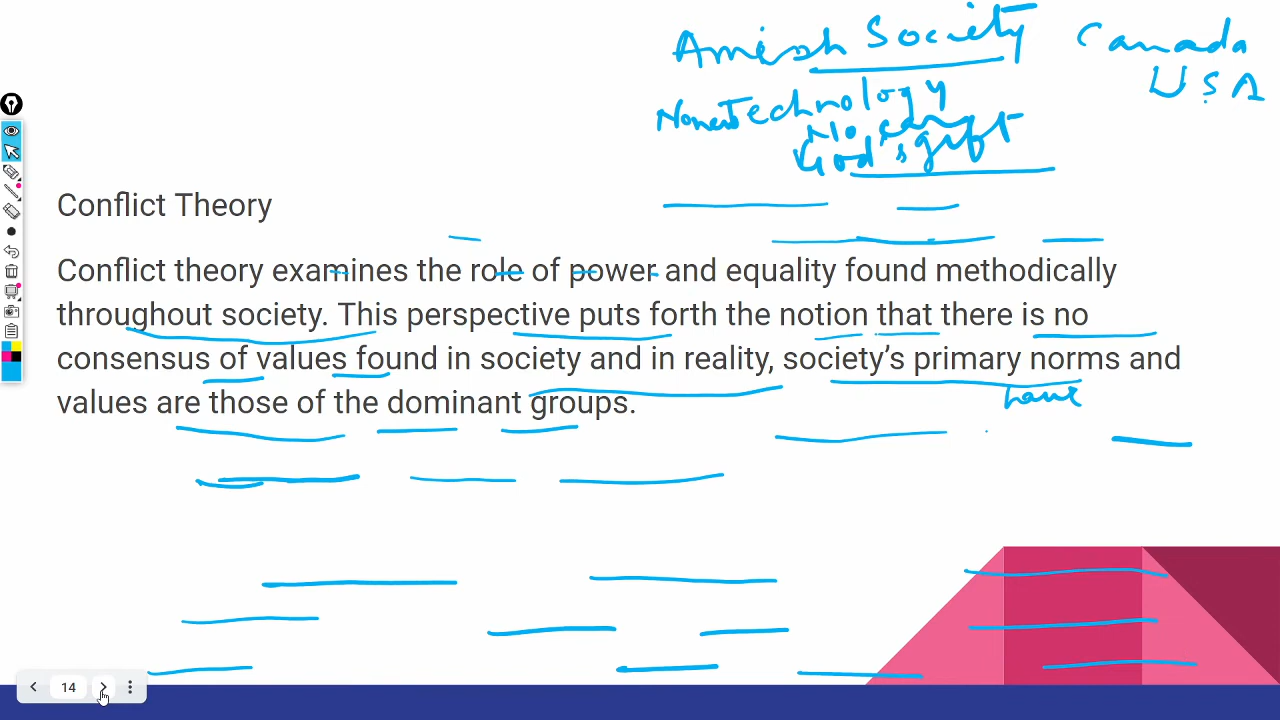 Amish Society Canada
USA
Technology
No car
God's gift
Conflict Theory
Conflict theory examines the role of power and equality found methodically
throughout society. This perspective puts forth the notion that there is no
consensus of values found in society and in reality, society's primary norms and
values are those of the dominant groups.
have
14